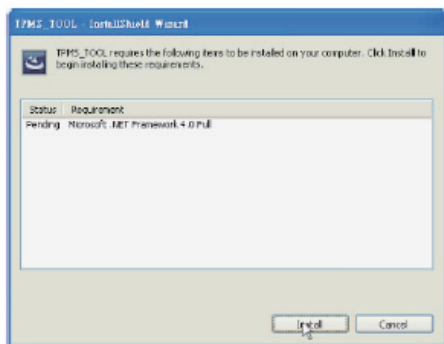 TPMS_TOOL - InstallShield Wizard
TPMS_TOOL requires the following items to be installed on your computer. Click Install to
begin installing these requirements.
Status Requirement
Pending Microsoft .NET Framework 4.0 Full
Install Cancel